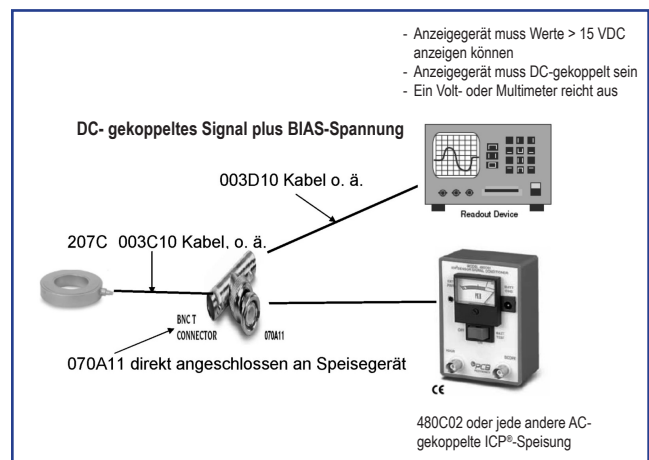 - Anzeigegerät muss Werte > 15 VDC
anzeigen können
- Anzeigegerät muss DC-gekoppelt sein
- Ein Volt- oder Multimeter reicht aus
DC- gekoppeltes Signal plus BIAS-Spannung
003D10 Kabel o. ä.
Readout Device
207C 003C10 Kabel, o. ä.
BNC T
CONNECTOR 070A11
070A11 direkt angeschlossen an Speisegerät
PCB
CE
480C02 oder jede andere AC-
gekoppelte ICP®-Speisung